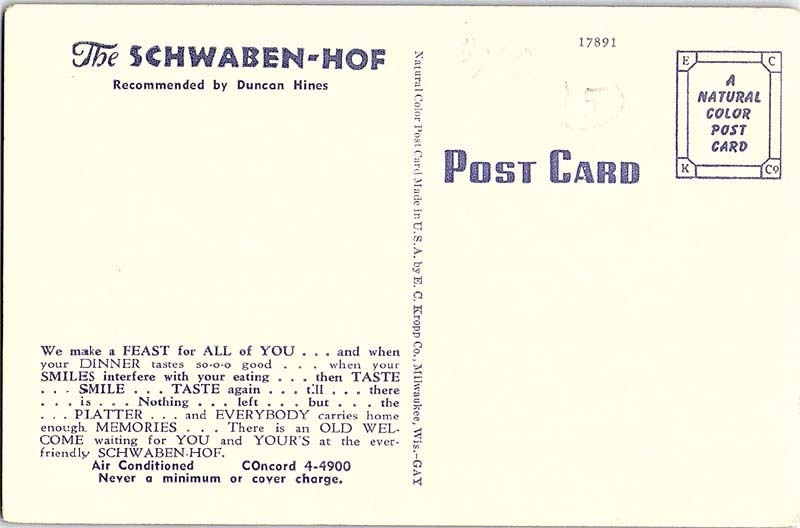 The SCHWABEN-HOF
Recommended by Duncan Hines
We make a FEAST for ALL of YOU . . . and when
your DINNER tastes so-o-o good . . . when your
SMILES interfere with your eating . . . then TASTE
. . . SMILE . . . TASTE again . . . till . . . there
. . . is . . . Nothing . . . left . . . but . . . the
. . . PLATTER . . . and EVERYBODY carries home
enough MEMORIES . . . There is an OLD WEL-
COME waiting for YOU and YOUR'S at the ever-
friendly SCHWABEN-HOF.
Air Conditioned COncord 4-4900
Never a minimum or cover charge.
Natural Color Post Card Made in U. S. A. by E. C. Kropp Co., Milwaukee, Wis.-GAY
17891
POST CARD
E C
A
NATURAL
COLOR
POST
CARD
K Co